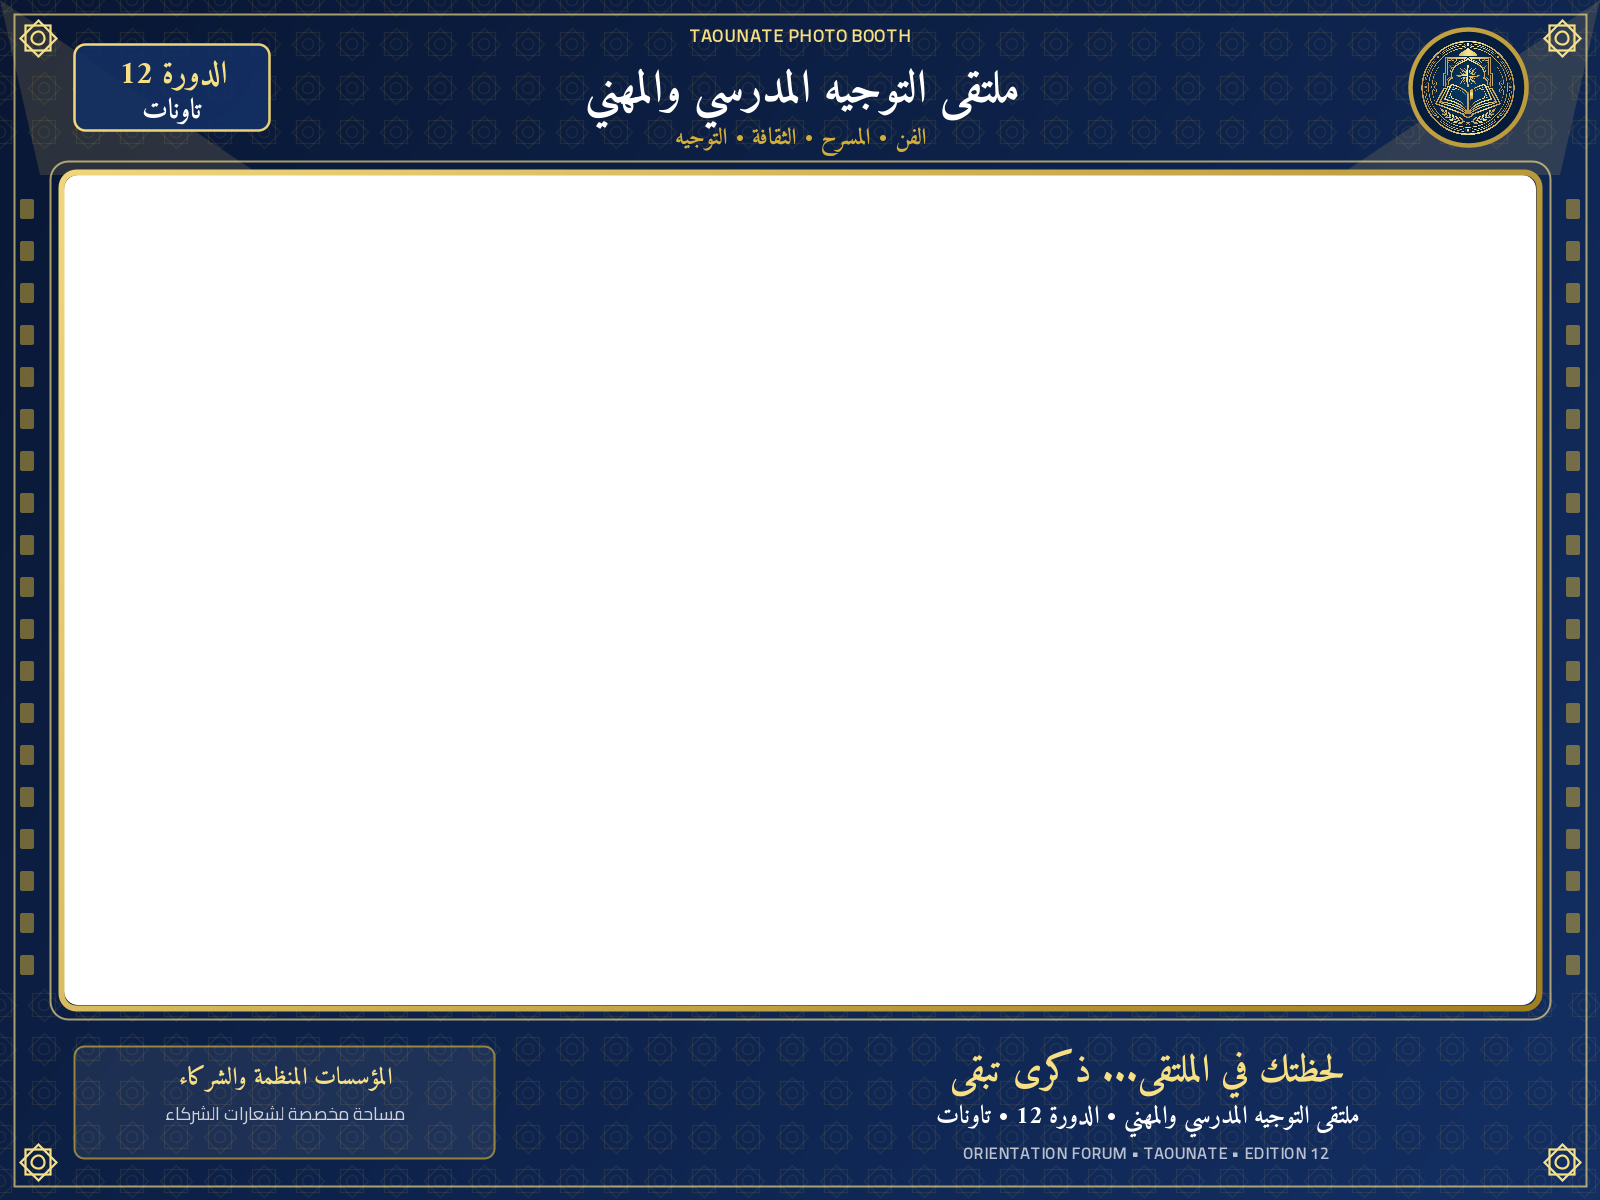 TAOUNATE PHOTO BOOTH
ملتقى التوجيه المدرسي والمهني
الفن • المسرح • الثقافة • التوجيه
الدورة 12
تاونات
لحظتك في الملتقى... ذكرى تبقى
ملتقى التوجيه المدرسي والمهني • الدورة 12 • تاونات
ORIENTATION FORUM • TAOUNATE • EDITION 12
المؤسسات المنظمة والشركاء
مساحة مخصصة لشعارات الشركاء